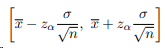 [x̅ − z_α σ/√n, x̅ + z_α σ/√n]